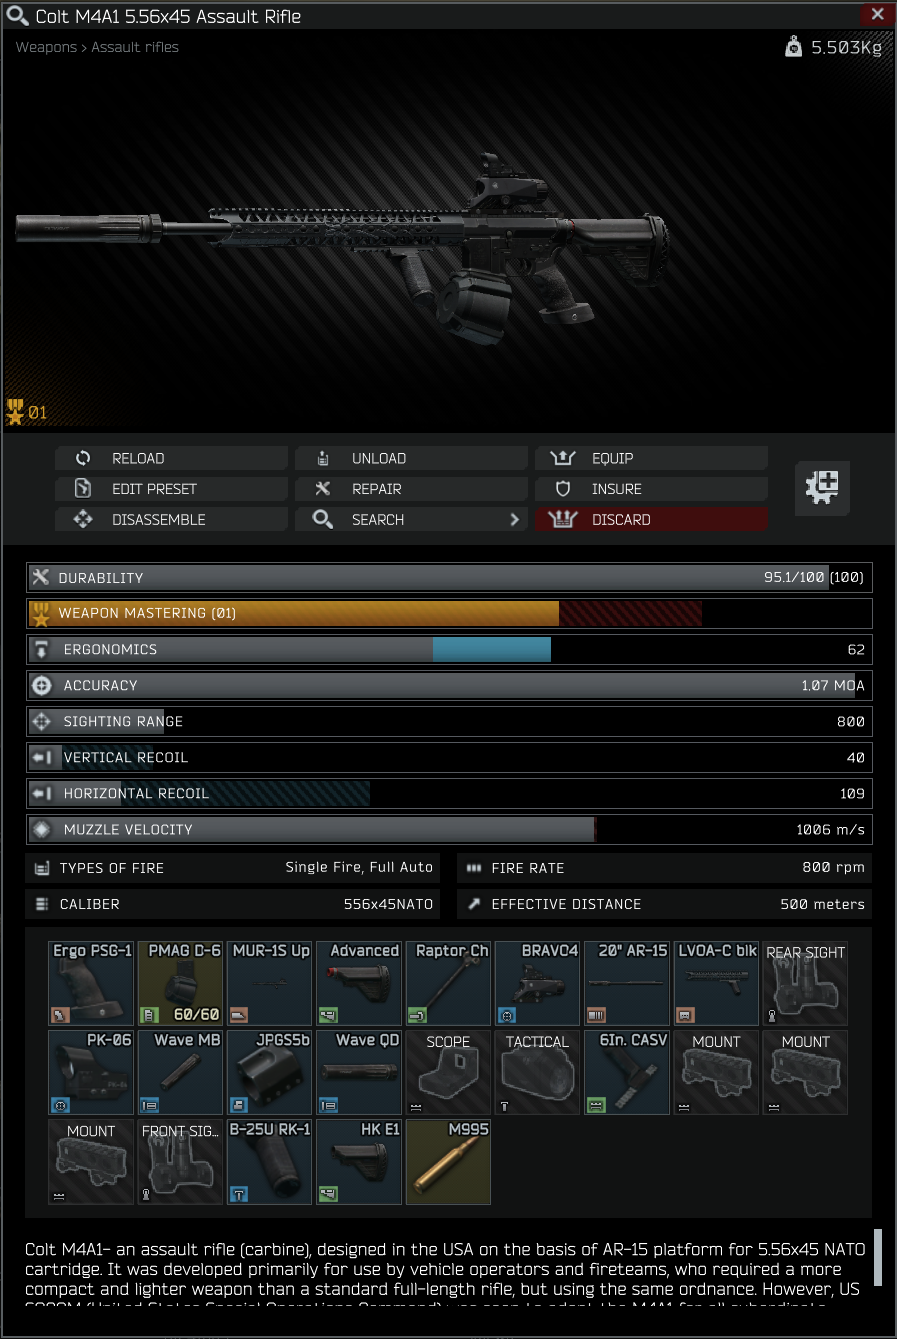 Colt M4A1 5.56x45 Assault Rifle
Weapons > Assault rifles
5.503Kg
01
RELOAD
UNLOAD
EQUIP
EDIT PRESET
REPAIR
INSURE
DISASSEMBLE
SEARCH
DISCARD
DURABILITY 95.1/100 (100)
WEAPON MASTERING (01)
ERGONOMICS 62
ACCURACY 1.07 MOA
SIGHTING RANGE 800
VERTICAL RECOIL 40
HORIZONTAL RECOIL 109
MUZZLE VELOCITY 1006 m/s
TYPES OF FIRE Single Fire, Full Auto
FIRE RATE 800 rpm
CALIBER 556x45NATO
EFFECTIVE DISTANCE 500 meters
Ergo PSG-1
PMAG D-6
60/60
MUR-1S Up
Advanced
Raptor Ch
BRAVO4
20" AR-15
LVOA-C blk
REAR SIGHT
PK-06
Wave MB
JPGS5b
Wave QD
SCOPE
TACTICAL
6In. CASV
MOUNT
MOUNT
MOUNT
FRONT SIG...
B-25U RK-1
HK E1
M995
Colt M4A1- an assault rifle (carbine), designed in the USA on the basis of AR-15 platform for 5.56x45 NATO
cartridge. It was developed primarily for use by vehicle operators and fireteams, who required a more
compact and lighter weapon than a standard full-length rifle, but using the same ordnance. However, US